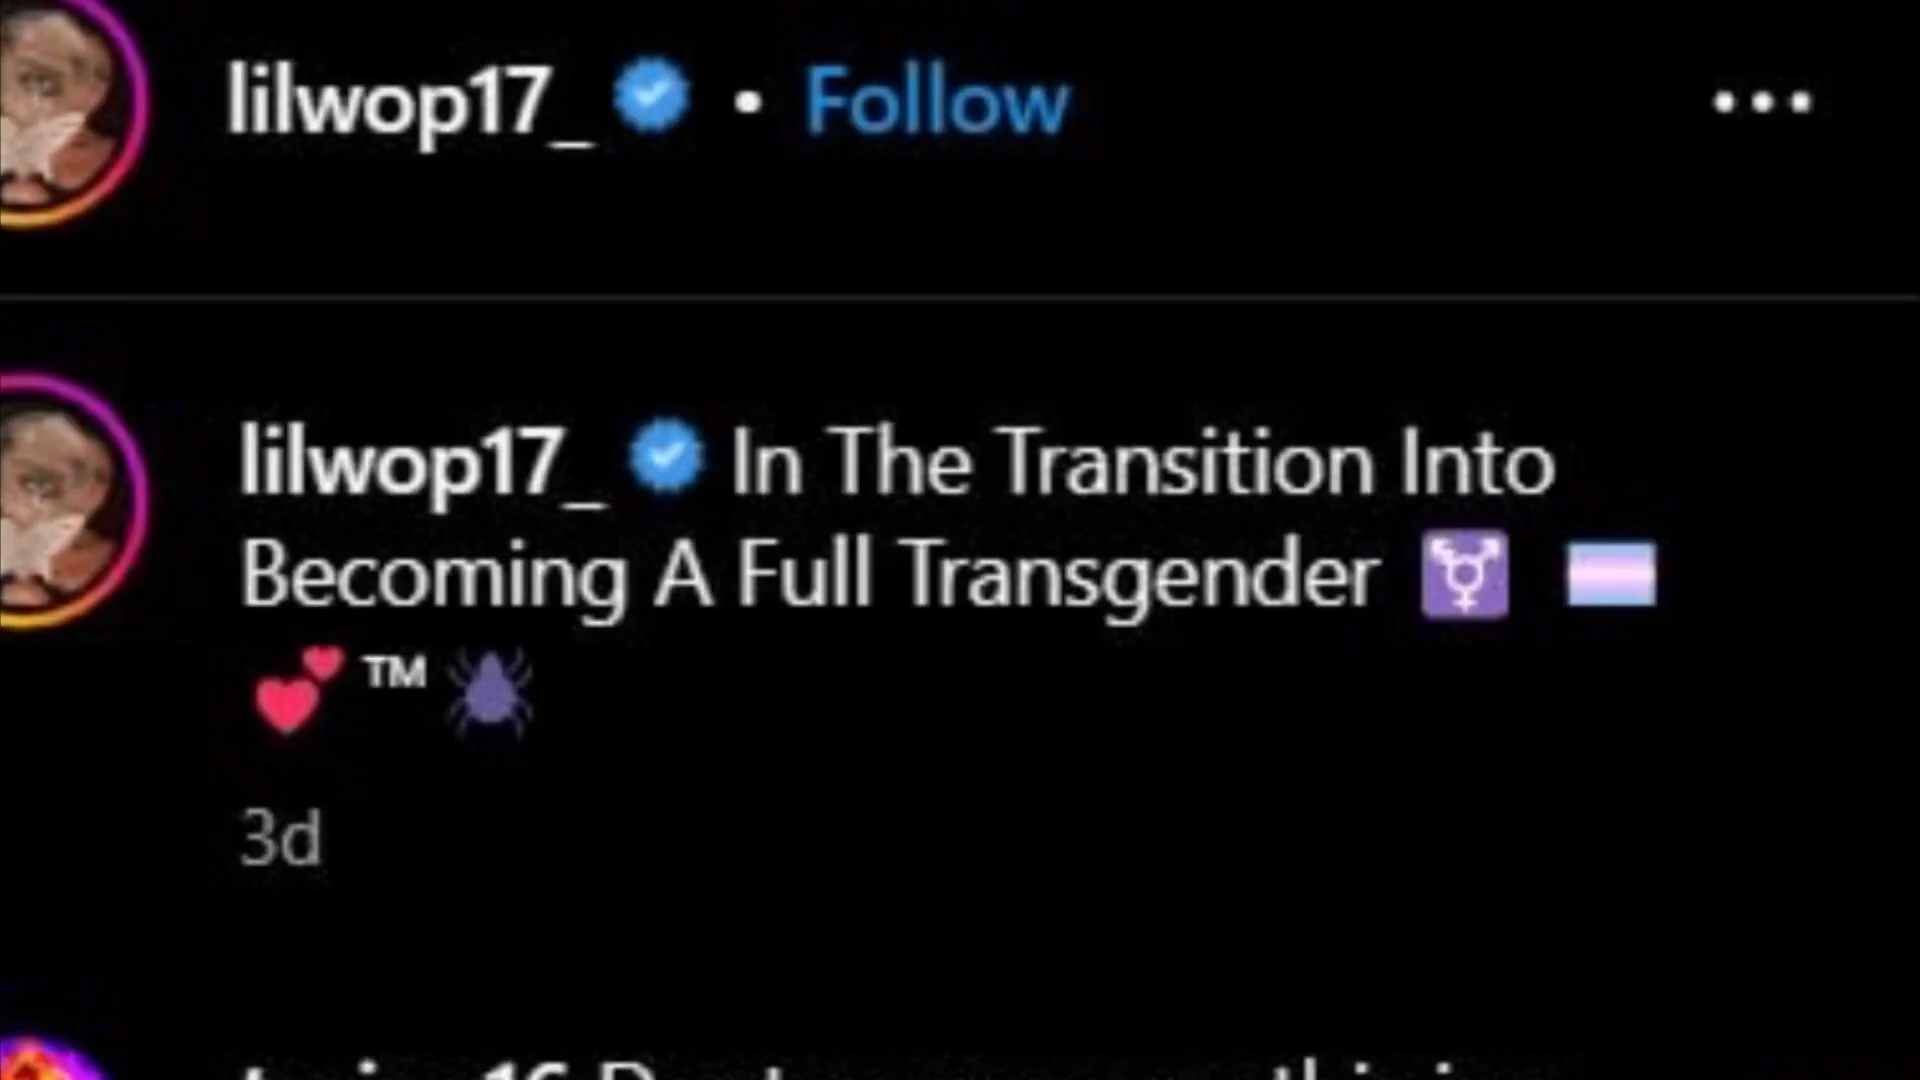 lilwop17_ • Follow
lilwop17_ In The Transition Into
Becoming A Full Transgender ⚧ 🏳️‍⚧️
💕 ™ 🕷
3d